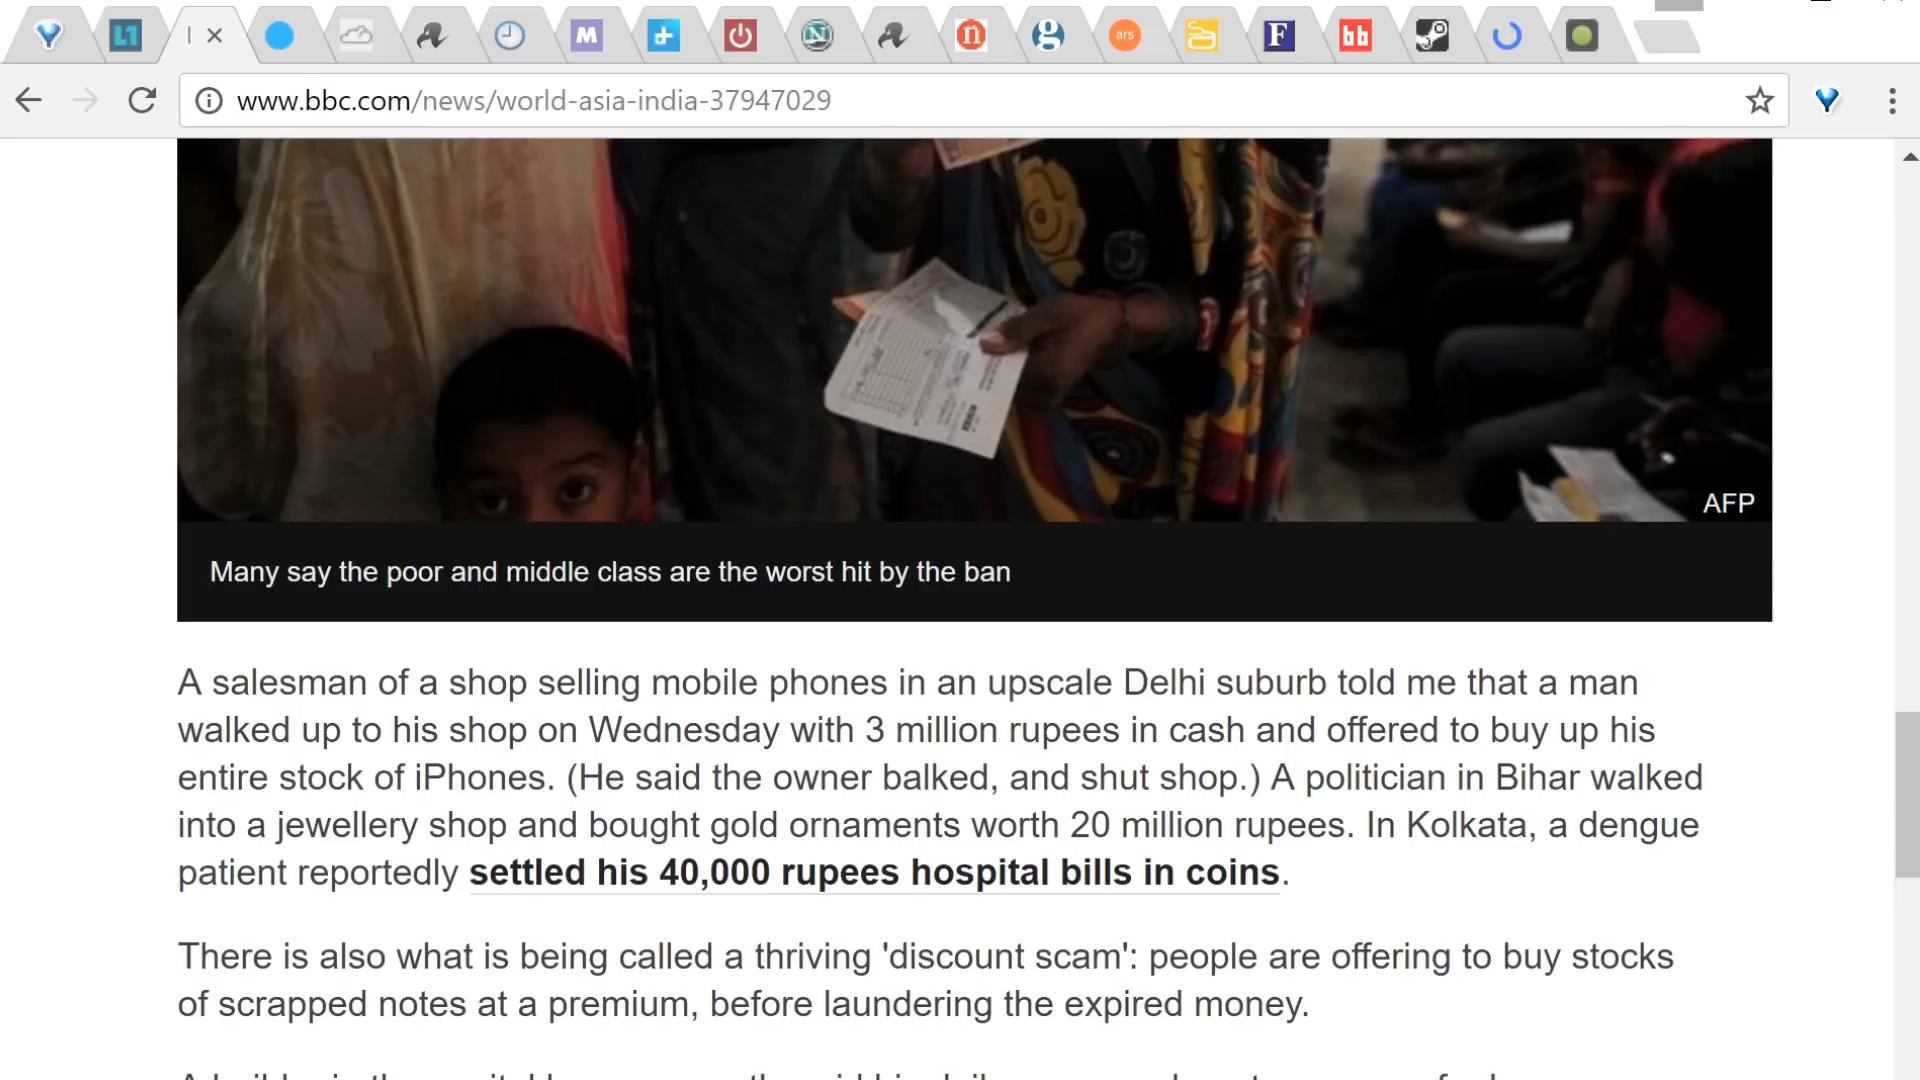 L1
M
N
n
g
ars
F
bb
www.bbc.com/news/world-asia-india-37947029
AFP
Many say the poor and middle class are the worst hit by the ban
A salesman of a shop selling mobile phones in an upscale Delhi suburb told me that a man
walked up to his shop on Wednesday with 3 million rupees in cash and offered to buy up his
entire stock of iPhones. (He said the owner balked, and shut shop.) A politician in Bihar walked
into a jewellery shop and bought gold ornaments worth 20 million rupees. In Kolkata, a dengue
patient reportedly settled his 40,000 rupees hospital bills in coins.
There is also what is being called a thriving 'discount scam': people are offering to buy stocks
of scrapped notes at a premium, before laundering the expired money.